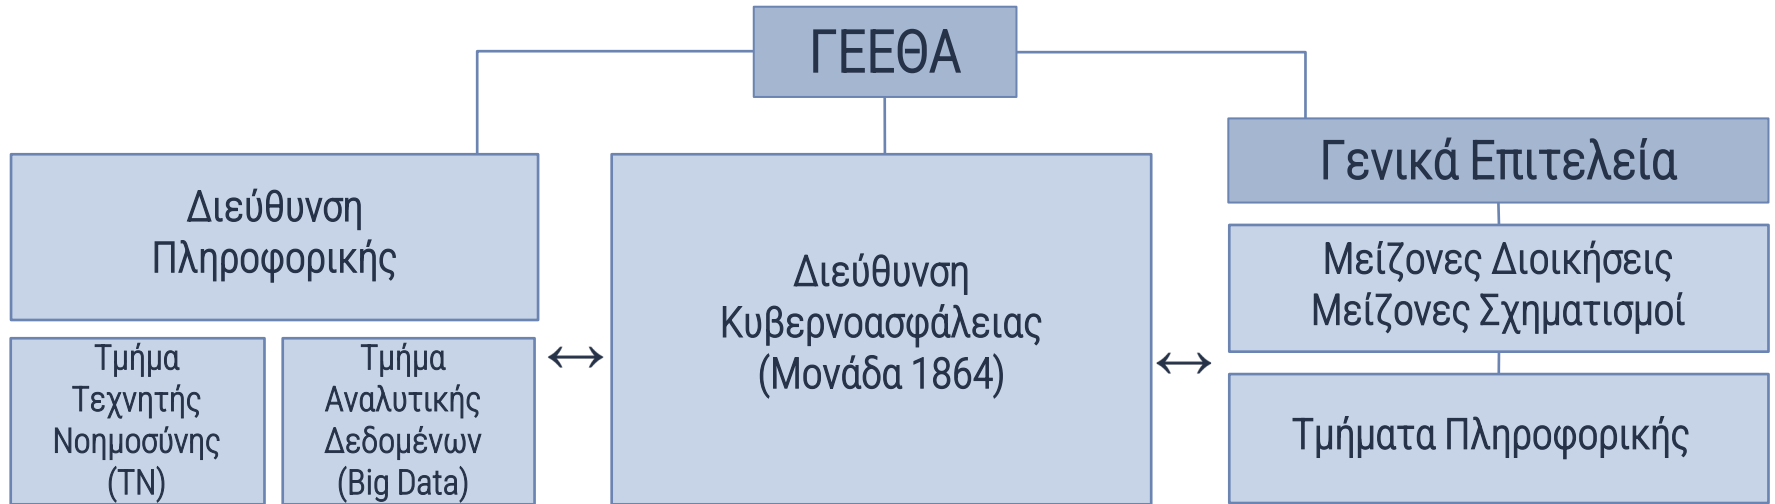 ΓΕΕΘΑ
Διεύθυνση
Πληροφορικής
Τμήμα
Τεχνητής
Νοημοσύνης
(ΤΝ)
Τμήμα
Αναλυτικής
Δεδομένων
(Big Data)
Διεύθυνση
Κυβερνοασφάλειας
(Μονάδα 1864)
Γενικά Επιτελεία
Μείζονες Διοικήσεις
Μείζονες Σχηματισμοί
Τμήματα Πληροφορικής